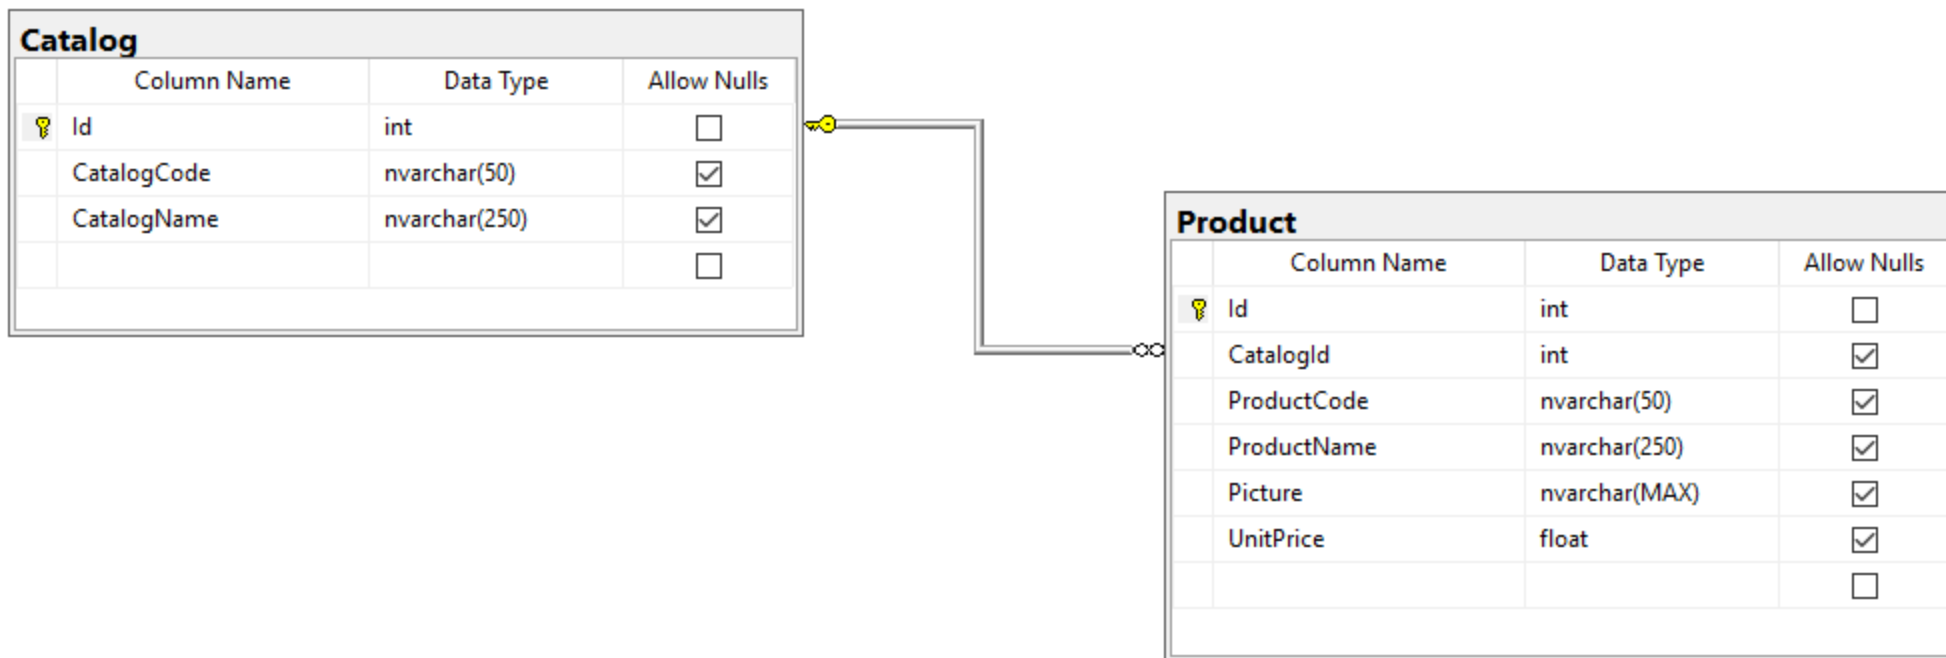 Catalog
Column Name Data Type Allow Nulls
Id int
CatalogCode nvarchar(50)
CatalogName nvarchar(250)
Product
Column Name Data Type Allow Nulls
Id int
CatalogId int
ProductCode nvarchar(50)
ProductName nvarchar(250)
Picture nvarchar(MAX)
UnitPrice float